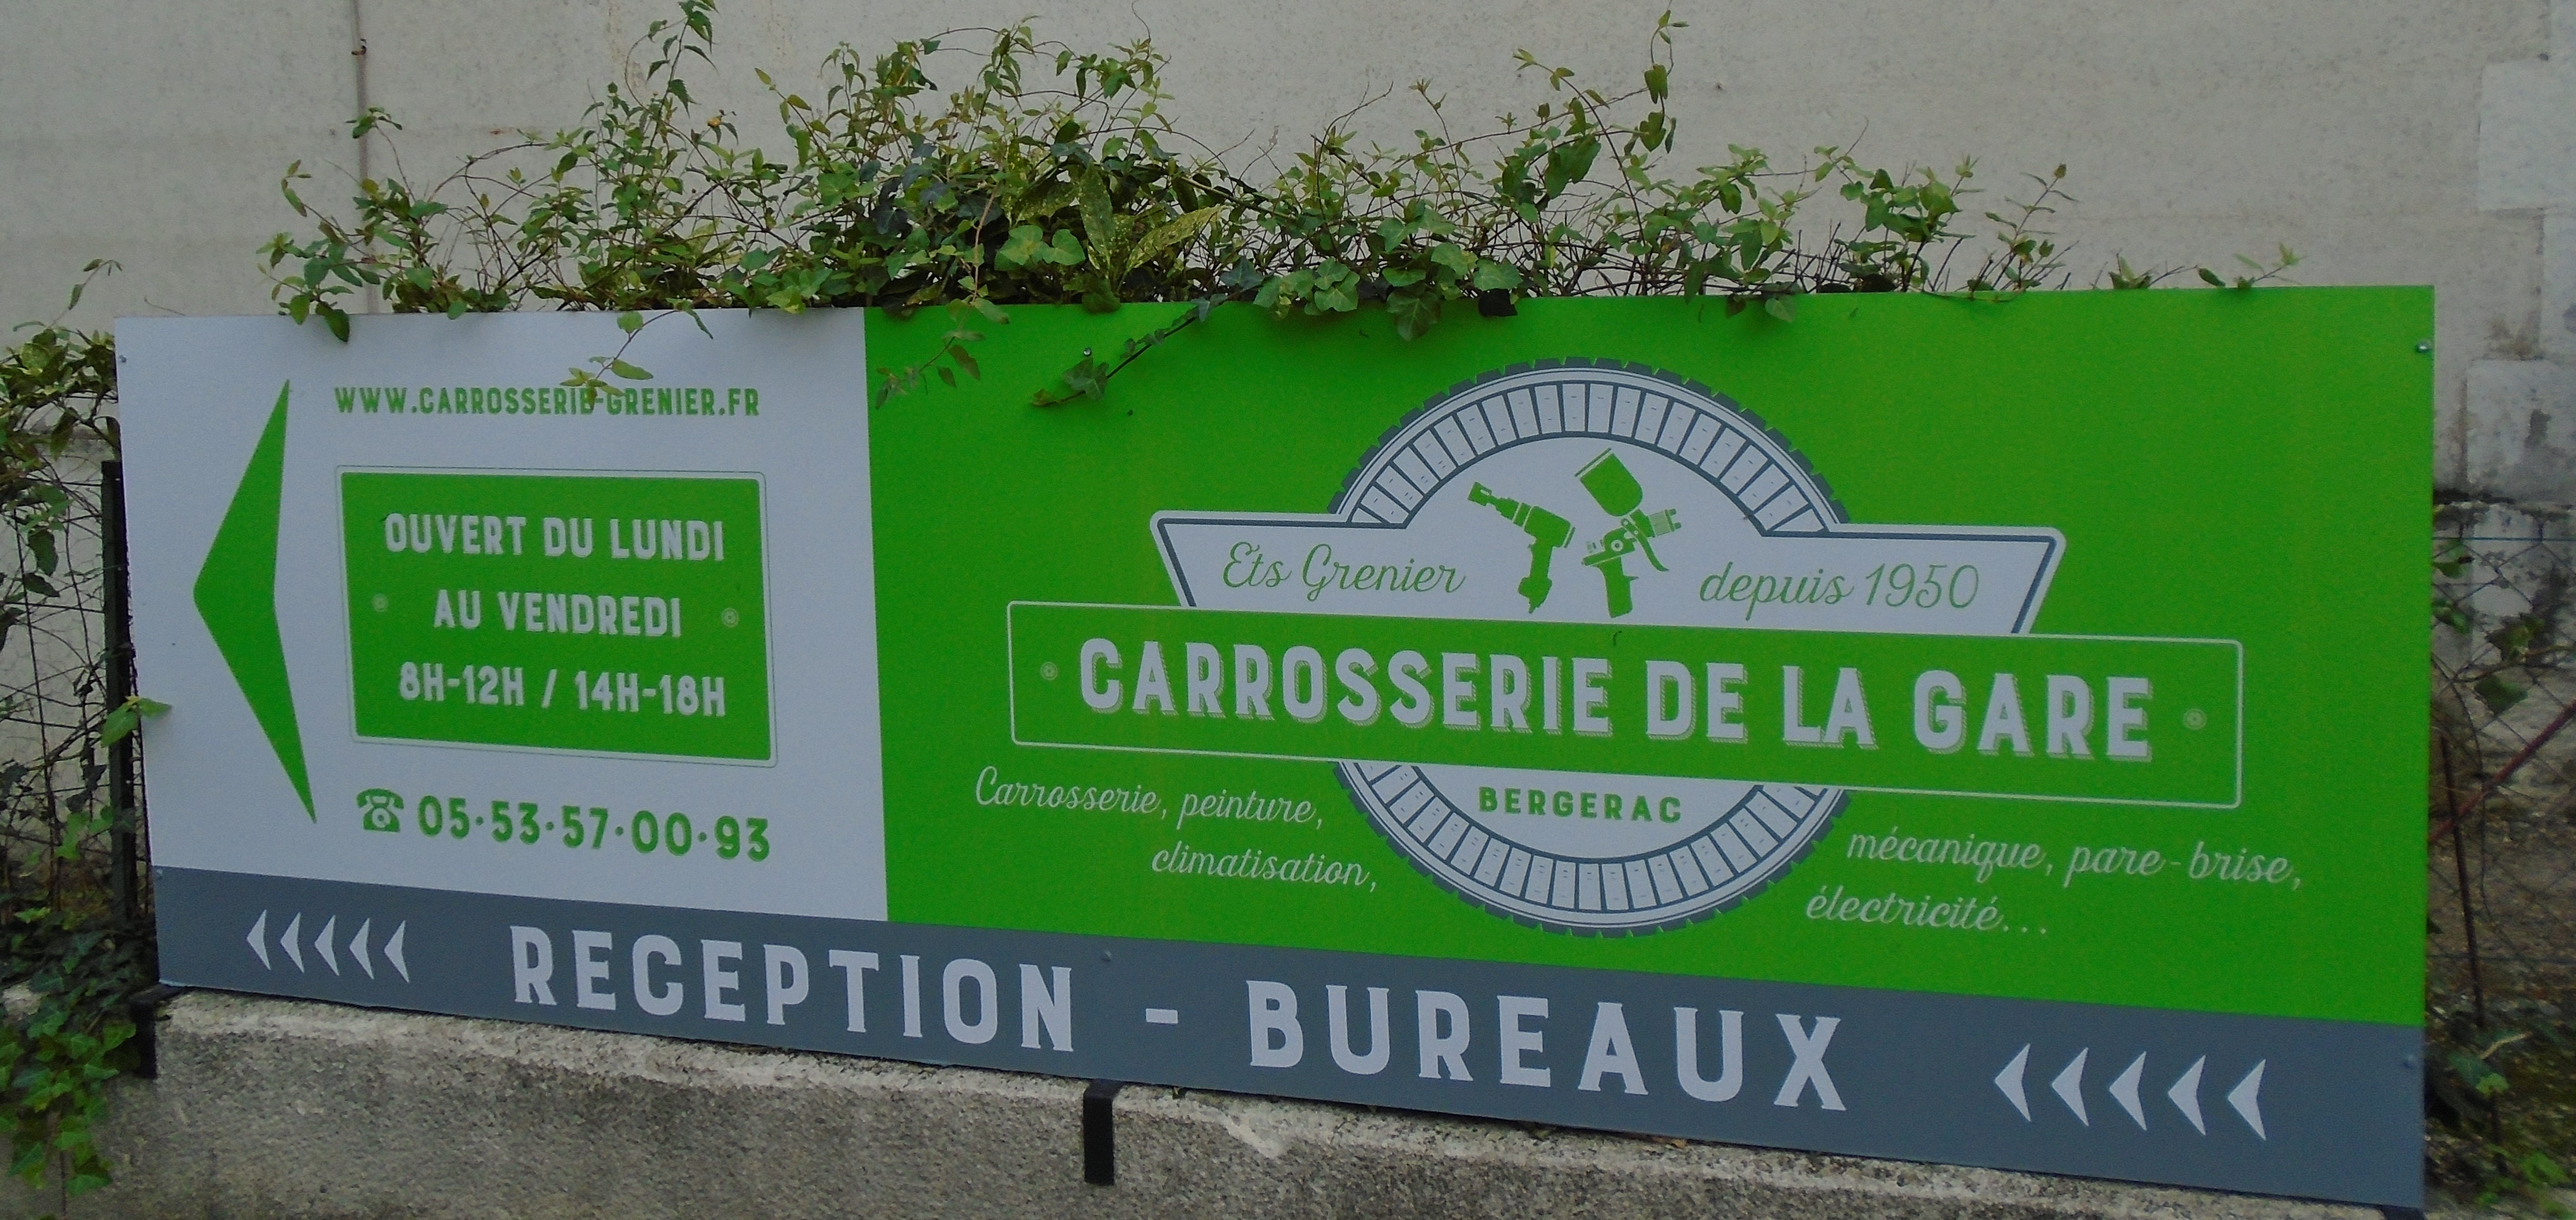 WWW.CARROSSERIE-GRENIER.FR
OUVERT DU LUNDI
AU VENDREDI
8H-12H / 14H-18H
05·53·57·00·93
Ets Grenier depuis 1950
CARROSSERIE DE LA GARE
BERGERAC
Carrosserie, peinture,
climatisation,
mécanique, pare-brise,
électricité...
RECEPTION - BUREAUX